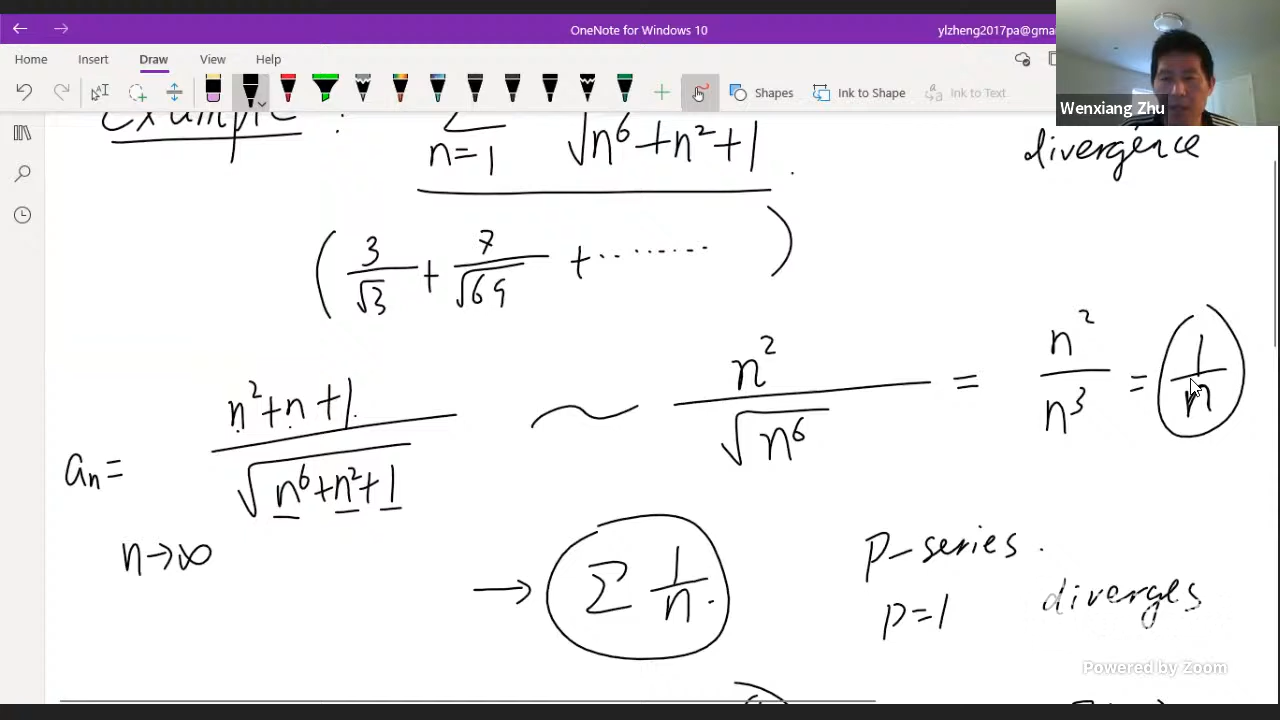 OneNote for Windows 10
ylzheng2017pa@gma
Home Insert Draw View Help
Shapes
Ink to Shape
Ink to Text
Wenxiang Zhu
Example :
∑ n=1 √n⁶+n²+1
divergence
( 3/√3 + 7/√69 + ········ )
aₙ= n²+n+1 / √n⁶+n²+1 ~ n² / √n⁶ = n²/n³ = 1/n
n→∞
→ ∑ 1/n.
p-series.
p=1 diverges
Powered by Zoom